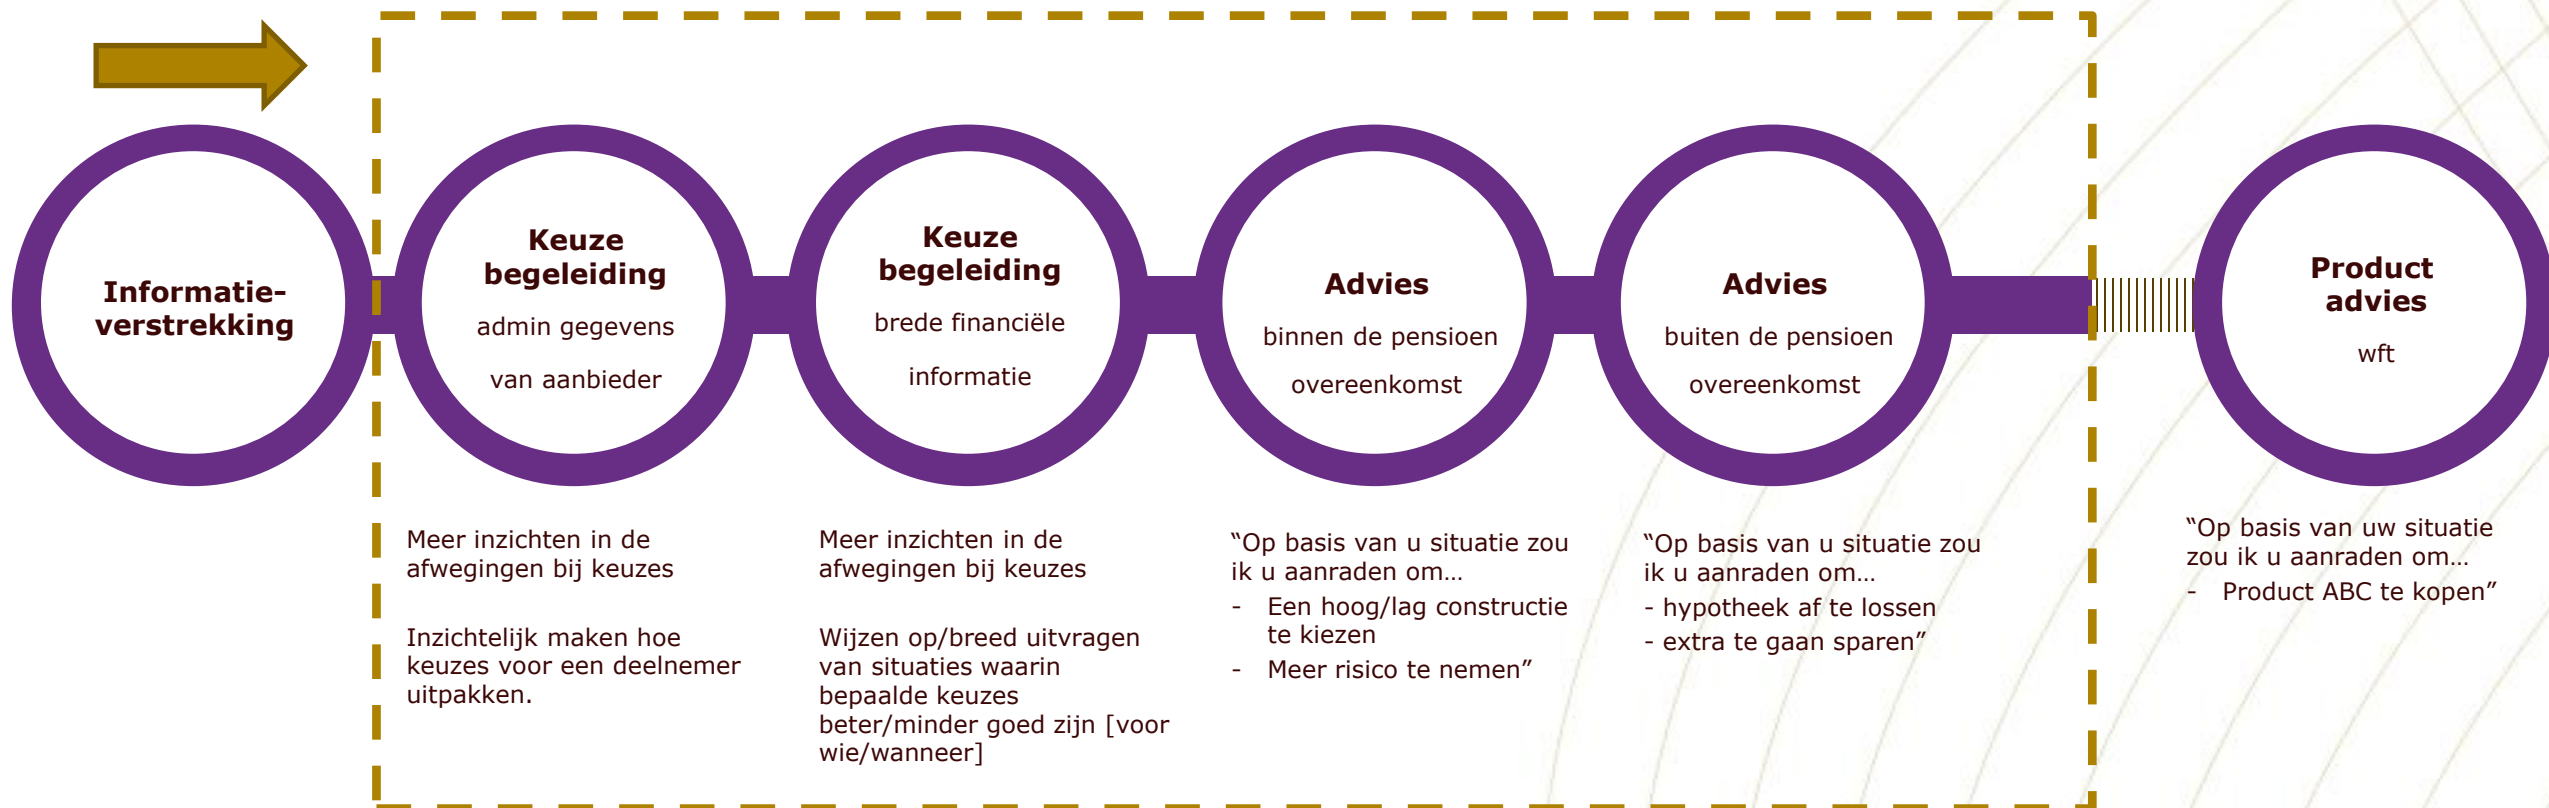 Informatie-
verstrekking
Keuze
begeleiding
admin gegevens
van aanbieder
Keuze
begeleiding
brede financiële
informatie
Advies
binnen de pensioen
overeenkomst
Advies
buiten de pensioen
overeenkomst
Product
advies
wft
Meer inzichten in de
afwegingen bij keuzes
Inzichtelijk maken hoe
keuzes voor een deelnemer
uitpakken.
Meer inzichten in de
afwegingen bij keuzes
Wijzen op/breed uitvragen
van situaties waarin
bepaalde keuzes
beter/minder goed zijn [voor
wie/wanneer]
“Op basis van u situatie zou
ik u aanraden om…
- Een hoog/lag constructie
te kiezen
- Meer risico te nemen”
“Op basis van u situatie zou
ik u aanraden om…
- hypotheek af te lossen
- extra te gaan sparen”
“Op basis van uw situatie
zou ik u aanraden om…
- Product ABC te kopen”